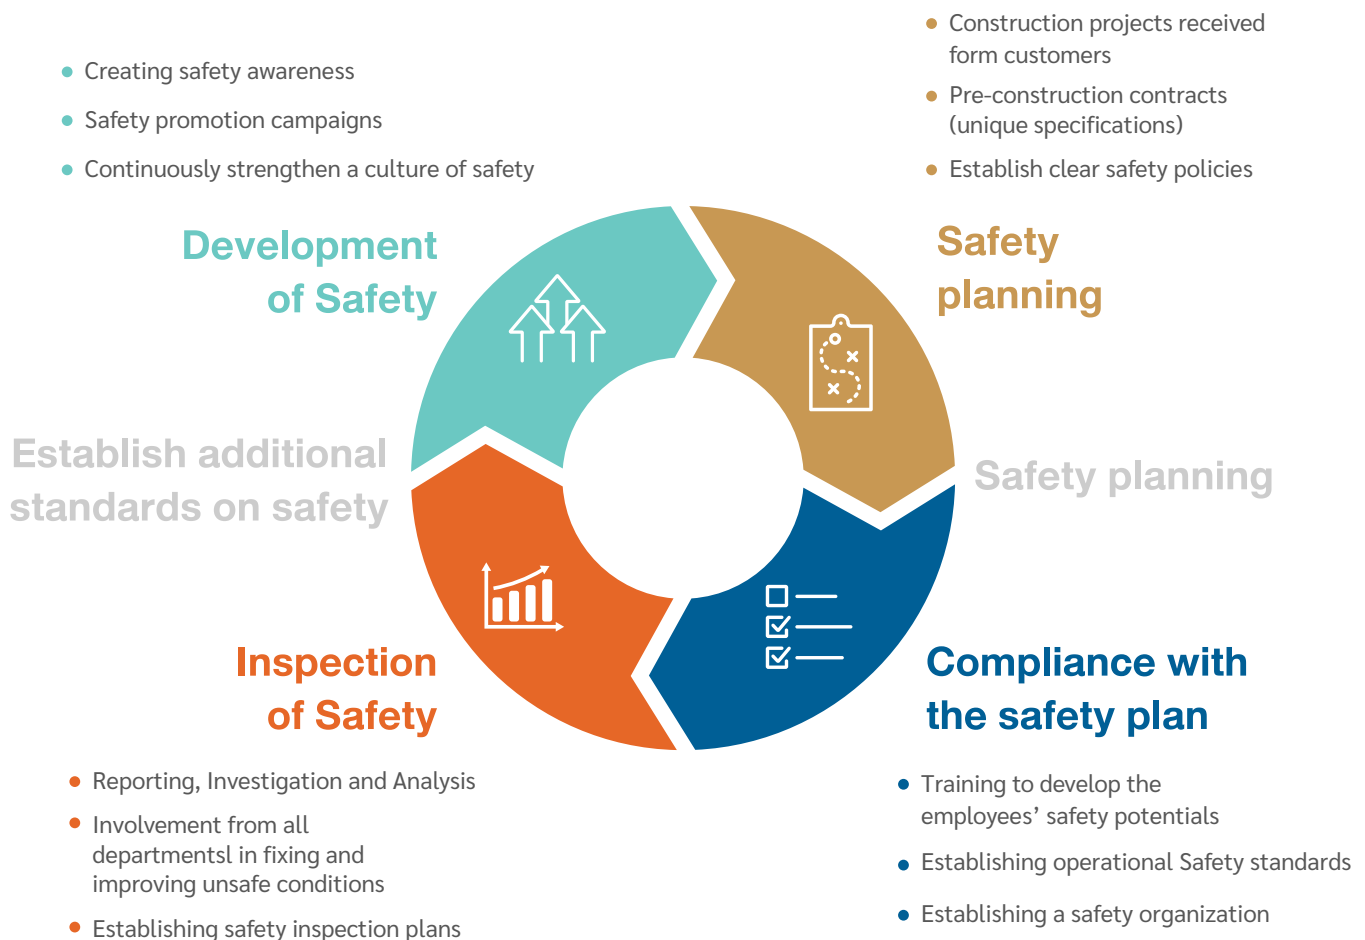 Creating safety awareness
Safety promotion campaigns
Continuously strengthen a culture of safety
Development
of Safety
Construction projects received
form customers
Pre-construction contracts
(unique specifications)
Establish clear safety policies
Safety
planning
Establish additional
standards on safety
Safety planning
Inspection
of Safety
Reporting, Investigation and Analysis
Involvement from all
departmentsl in fixing and
improving unsafe conditions
Establishing safety inspection plans
Compliance with
the safety plan
Training to develop the
employees’ safety potentials
Establishing operational Safety standards
Establishing a safety organization